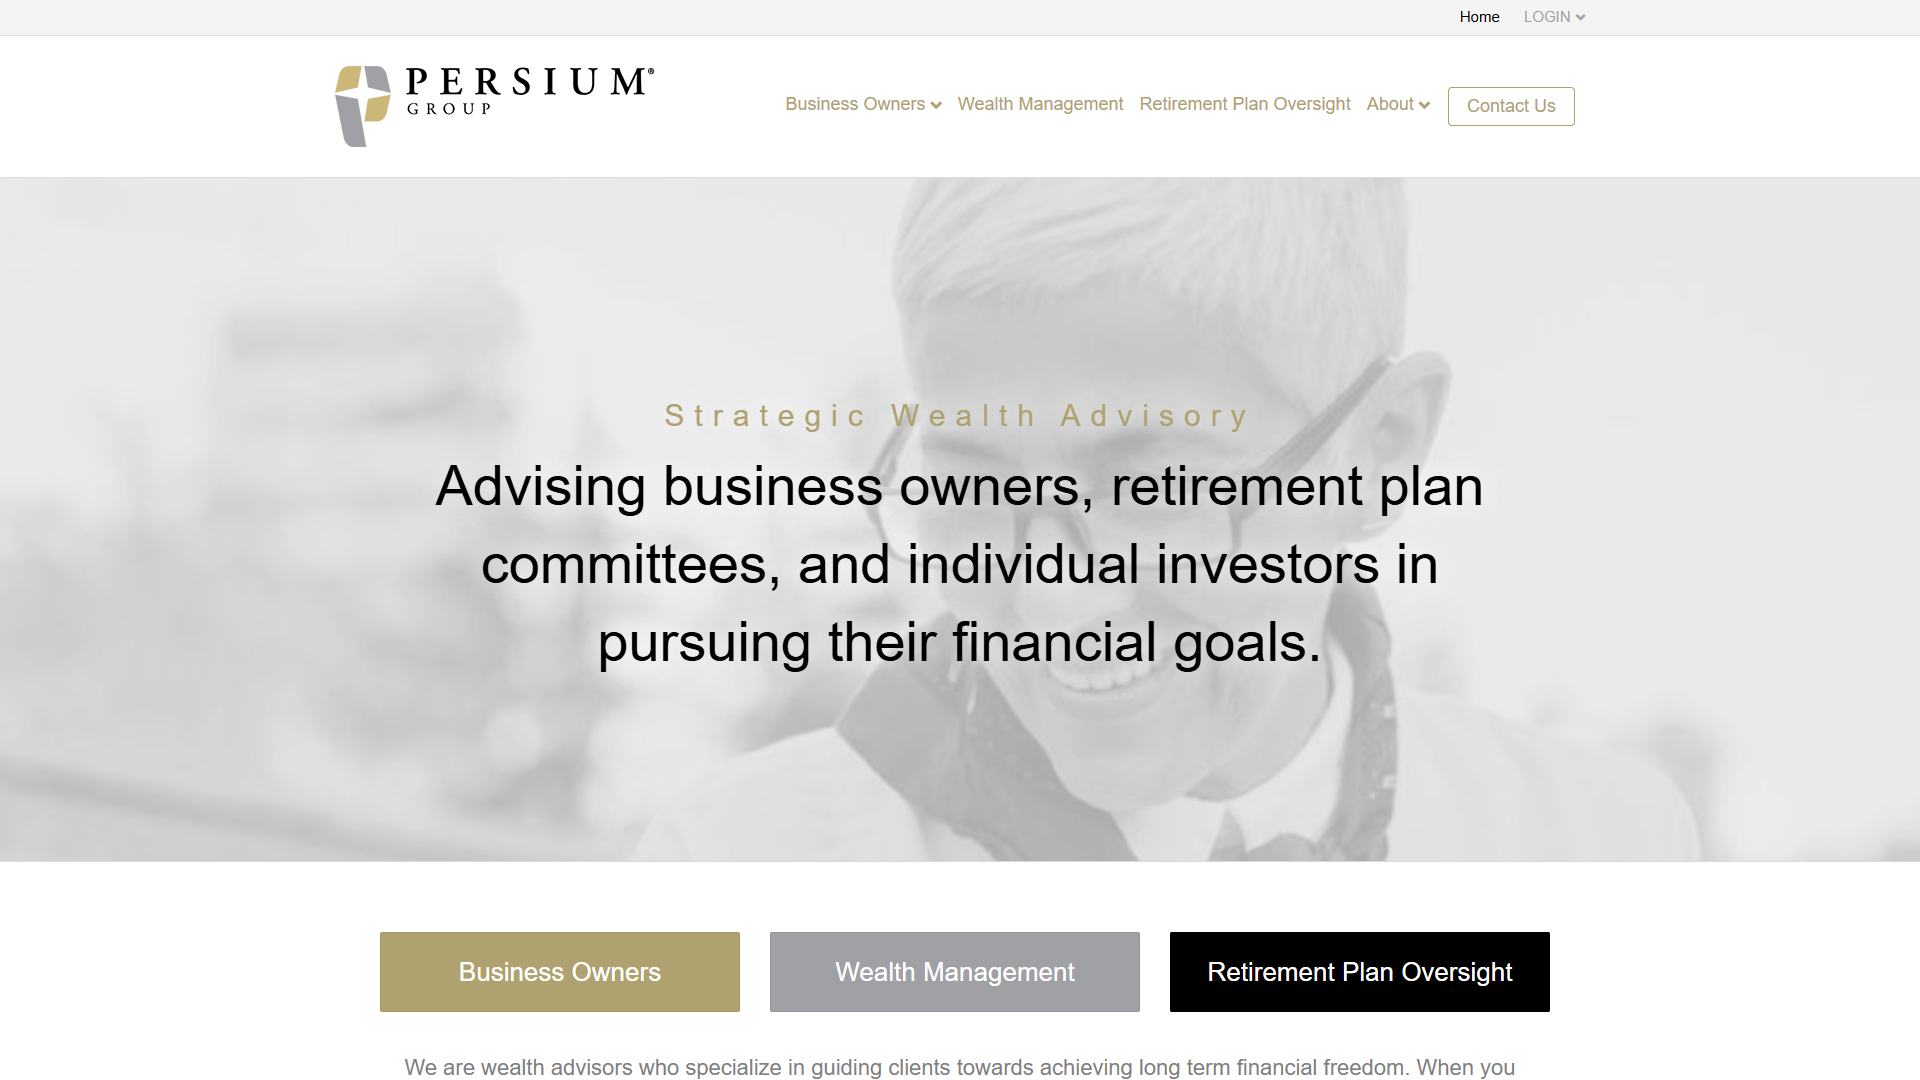 Home LOGIN
PERSIUM®
GROUP
Business Owners Wealth Management Retirement Plan Oversight About Contact Us
Strategic Wealth Advisory
Advising business owners, retirement plan
committees, and individual investors in
pursuing their financial goals.
Business Owners Wealth Management Retirement Plan Oversight
We are wealth advisors who specialize in guiding clients towards achieving long term financial freedom. When you